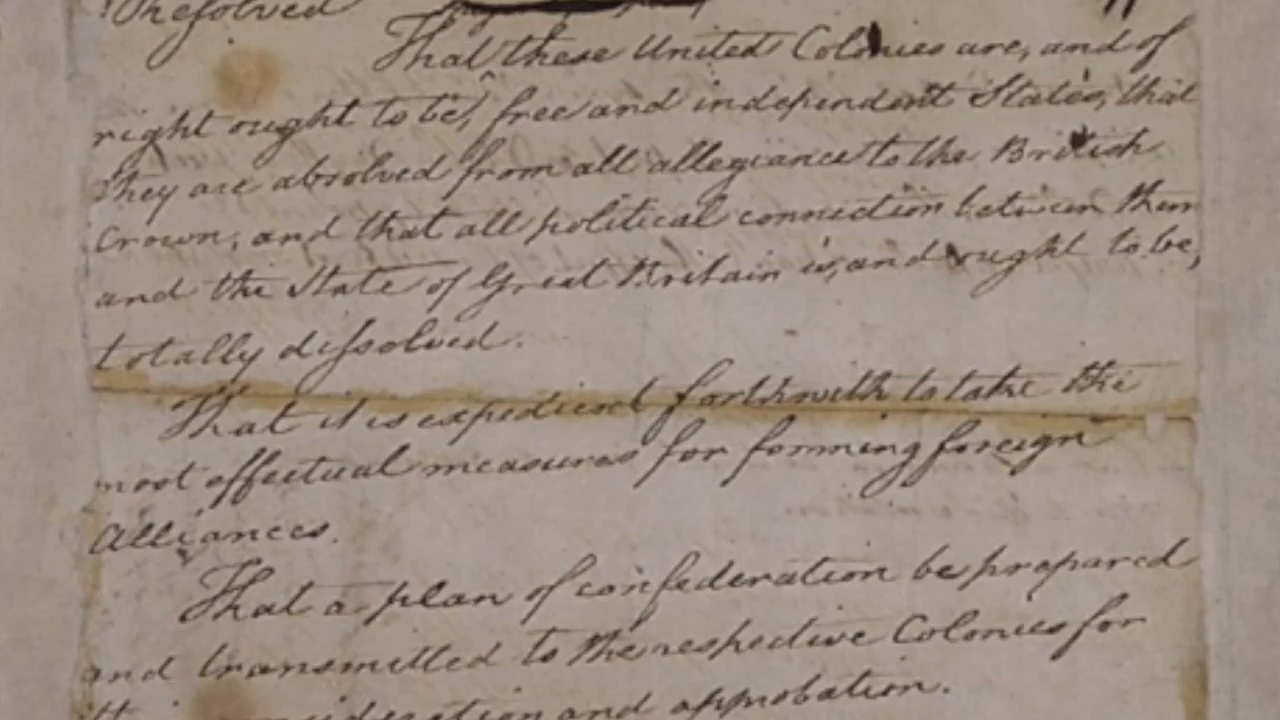 Resolved
That these United Colonies are, and of
right ought to be, free and independent States, that
they are absolved from all allegiance to the British
Crown, and that all political connection between them
and the State of Great Britain is, and ought to be,
totally dissolved.
That it is expedient forthwith to take the
most effectual measures for forming foreign
Alliances.
That a plan of confederation be prepared
and transmitted to the respective Colonies for
consideration and approbation.